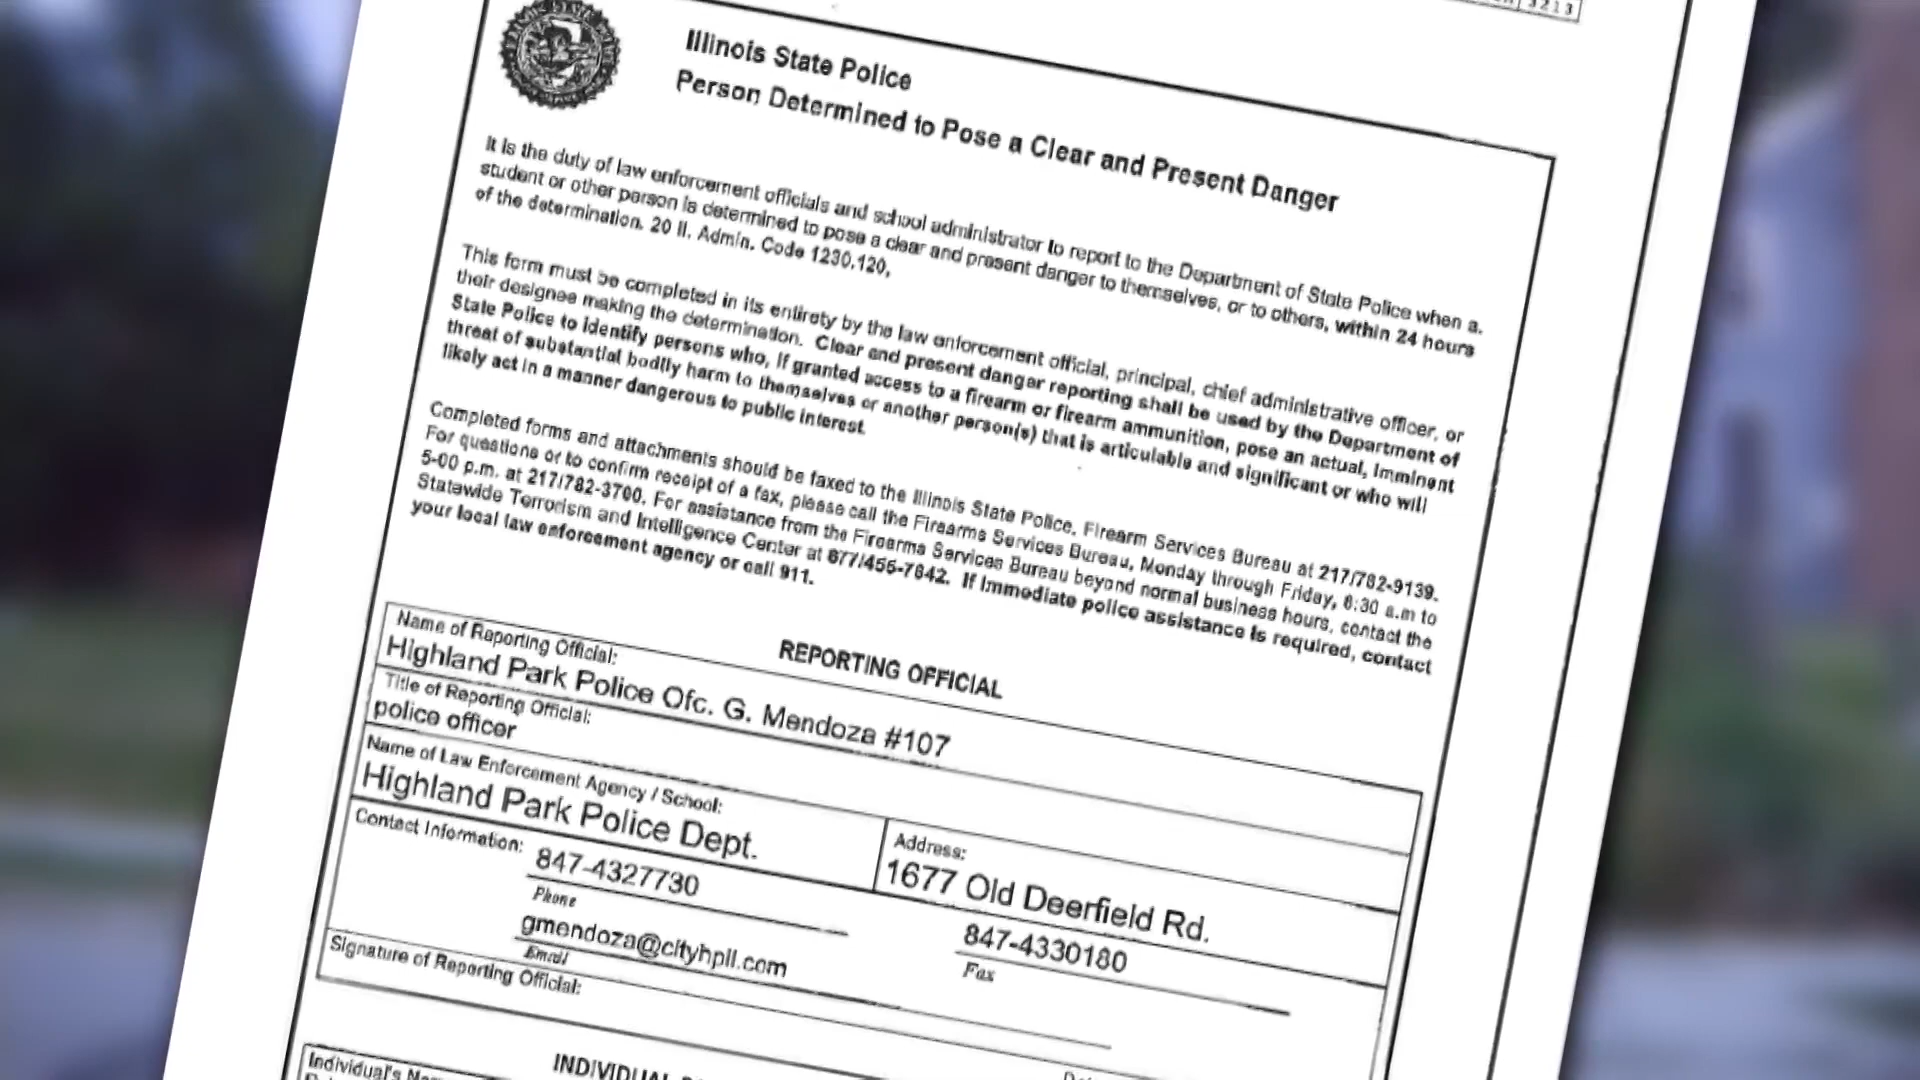 3213
Illinois State Police
Person Determined to Pose a Clear and Present Danger
It is the duty of law enforcement officials and school administrator to report to the Department of State Police when a.
student or other person is determined to pose a clear and present danger to themselves, or to others, within 24 hours
of the determination. 20 Il. Admin. Code 1230.120,
This form must be completed in its entirety by the law enforcement official, principal, chief administrative officer, or
their designee making the determination. Clear and present danger reporting shall be used by the Department of
State Police to identify persons who, if granted access to a firearm or firearm ammunition, pose an actual, imminent
threat of substantial bodily harm to themselves or another person(s) that is articulable and significant or who will
likely act in a manner dangerous to public interest.
Completed forms and attachments should be faxed to the Illinois State Police, Firearm Services Bureau at 217/782-9139.
For questions or to confirm receipt of a fax, please call the Firearms Services Bureau, Monday through Friday, 8:30 a.m to
5-00 p.m. at 217/782-3700. For assistance from the Firearms Services Bureau beyond normal business hours, contact the
Statewide Terrorism and Intelligence Center at 877/455-7842. If immediate police assistance is required, contact
your local law enforcement agency or call 911.
REPORTING OFFICIAL
Name of Reporting Official:
Highland Park Police Ofc. G. Mendoza #107
Title of Reporting Official:
police officer
Name of Law Enforcement Agency / School:
Highland Park Police Dept.
Address:
1677 Old Deerfield Rd.
Contact Information:
847-4327730
Phone
847-4330180
Fax
gmendoza@cityhpil.com
Email
Signature of Reporting Official:
Individual's